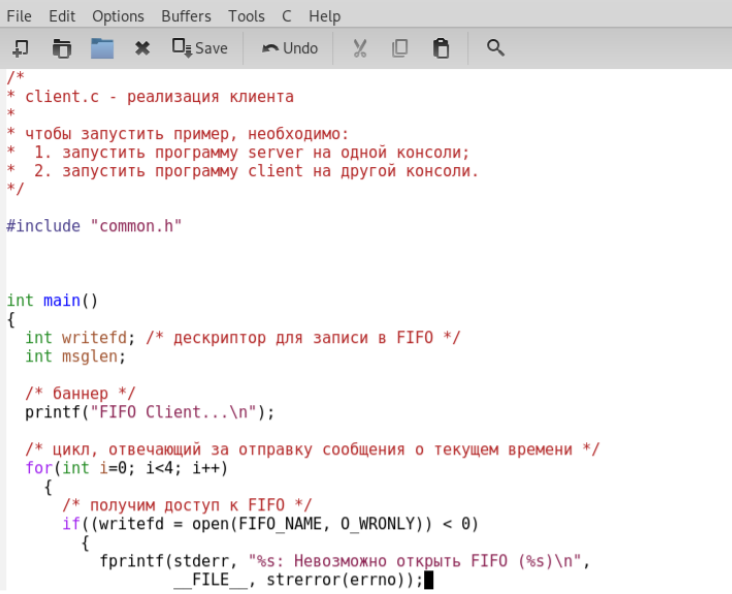 File Edit Options Buffers Tools C Help
Save Undo
/*
* client.c - реализация клиента
*
* чтобы запустить пример, необходимо:
*  1. запустить программу server на одной консоли;
*  2. запустить программу client на другой консоли.
*/
#include "common.h"
int main()
{
  int writefd; /* дескриптор для записи в FIFO */
  int msglen;
  /* баннер */
  printf("FIFO Client...\n");
  /* цикл, отвечающий за отправку сообщения о текущем времени */
  for(int i=0; i<4; i++)
    {
      /* получим доступ к FIFO */
      if((writefd = open(FIFO_NAME, O_WRONLY)) < 0)
        {
          fprintf(stderr, "%s: Невозможно открыть FIFO (%s)\n",
                  __FILE__, strerror(errno));